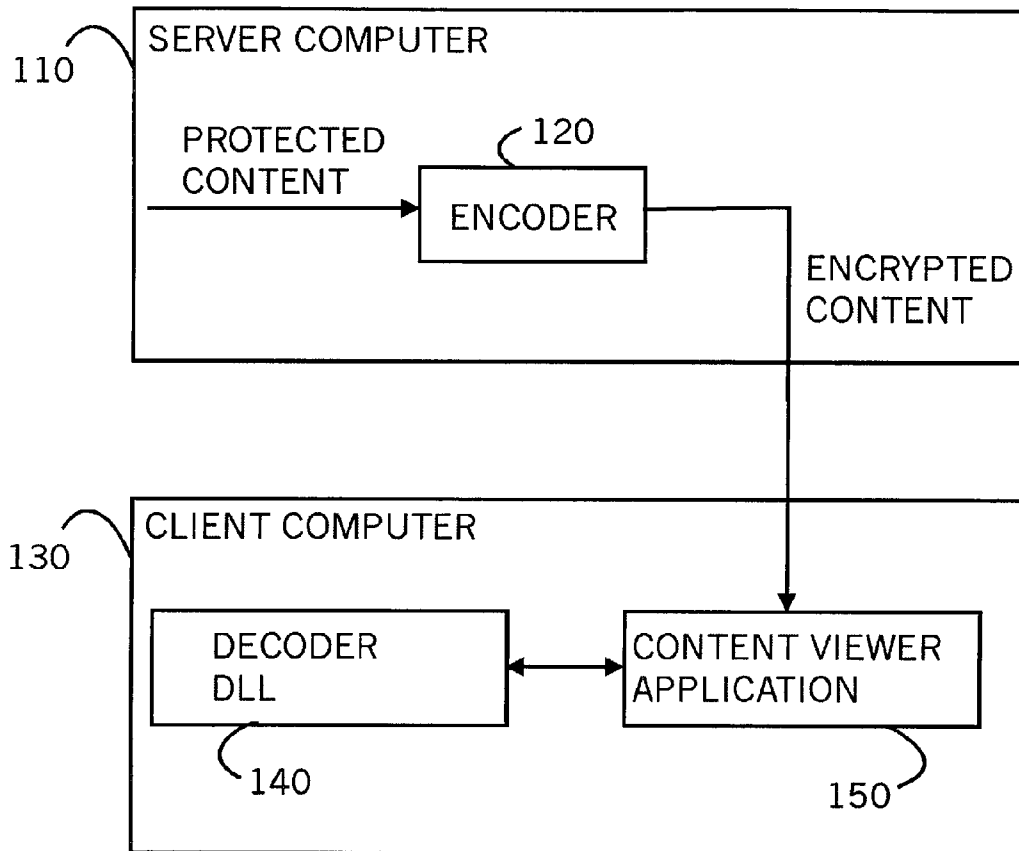 SERVER COMPUTER
110
120
PROTECTED
CONTENT
ENCODER
ENCRYPTED
CONTENT
CLIENT COMPUTER
130
DECODER
DLL
CONTENT VIEWER
APPLICATION
140
150